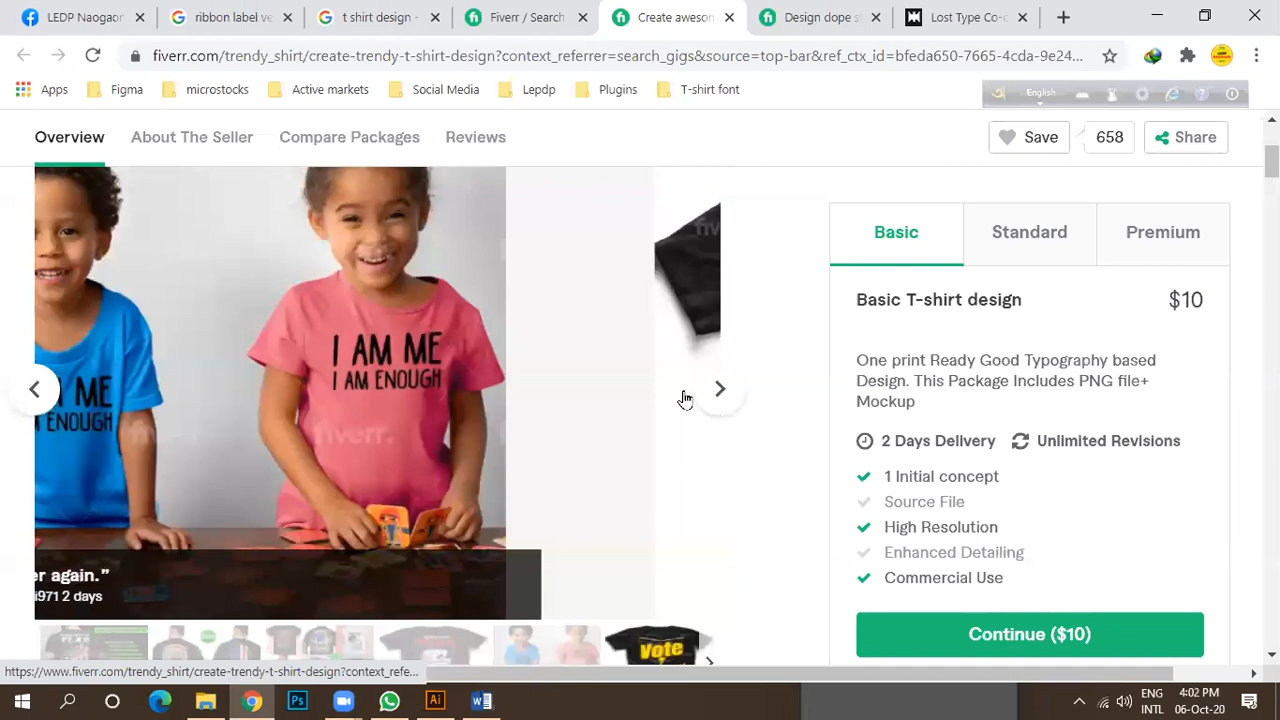 LEDP Naogaor
ribbon label ve
t shirt design -
Fiverr / Search
Create aweson
Design dope s
Lost Type Co-c
fiverr.com/trendy_shirt/create-trendy-t-shirt-design?context_referrer=search_gigs&source=top-bar&ref_ctx_id=bfeda650-7665-4cda-9e24...
Apps
Figma
microstocks
Active markets
Social Media
Lepdp
Plugins
T-shirt font
English
Overview
About The Seller
Compare Packages
Reviews
Save
658
Share
ME
ENOUGH
I AM ME
I AM ENOUGH
fiverr.
er again.”
i971 2 days
Vote
Basic
Standard
Premium
Basic T-shirt design
$10
One print Ready Good Typography based
Design. This Package Includes PNG file+
Mockup
2 Days Delivery
Unlimited Revisions
1 Initial concept
Source File
High Resolution
Enhanced Detailing
Commercial Use
Continue ($10)
https://www.fiverr.com/trendy_shirt/create-trendy-t-shirt-design?context_refe...
Ps
Ai
W
ENG
INTL
4:02 PM
06-Oct-20